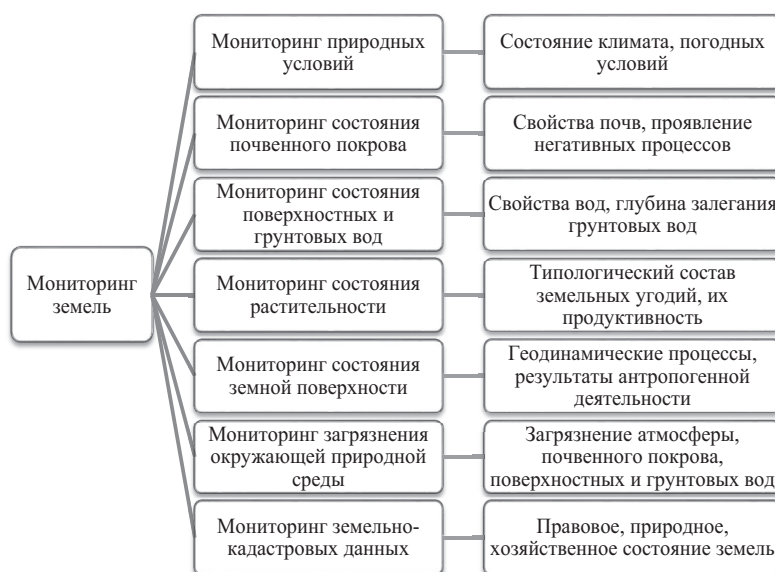 Мониторинг
земель
Мониторинг природных
условий
Состояние климата, погодных
условий
Мониторинг состояния
почвенного покрова
Свойства почв, проявление
негативных процессов
Мониторинг состояния
поверхностных и
грунтовых вод
Свойства вод, глубина залегания
грунтовых вод
Мониторинг состояния
растительности
Типологический состав
земельных угодий, их
продуктивность
Мониторинг состояния
земной поверхности
Геодинамические процессы,
результаты антропогенной
деятельности
Мониторинг загрязнения
окружающей природной
среды
Загрязнение атмосферы,
почвенного покрова,
поверхностных и грунтовых вод
Мониторинг земельно-
кадастровых данных
Правовое, природное,
хозяйственное состояние земель